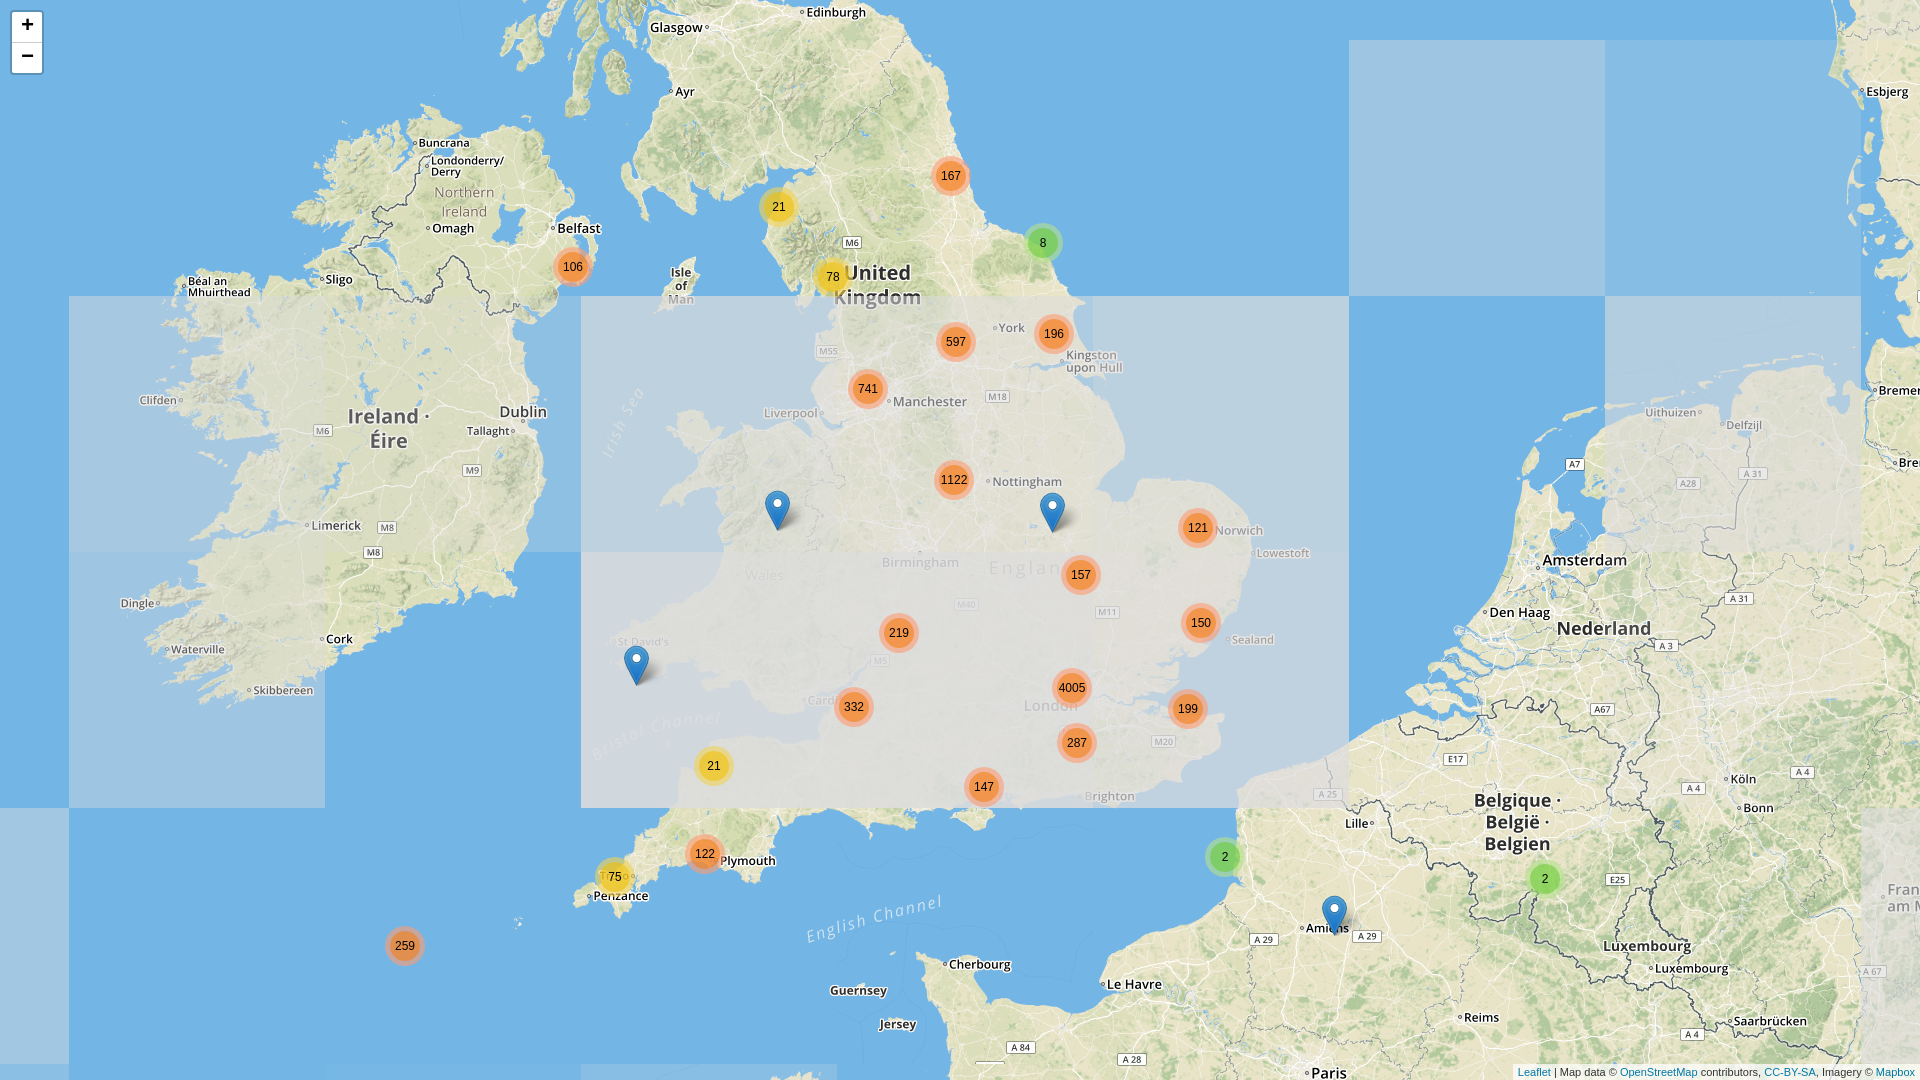 +
−
Edinburgh
Glasgow
Ayr
Esbjerg
Buncrana
Londonderry/
Derry
167
Northern
Ireland
21
Omagh
Belfast
M6
8
106
Isle
of
Man
78
United
Kingdom
Béal an
Mhuirthead
Sligo
York
196
597
M55
Kingston
upon Hull
741
Manchester
M18
Clifden
Irish Sea
Liverpool
Dublin
Ireland ·
Éire
M6
Tallaght
M9
Uithuizen
Delfzijl
Bremer
A7
A 31
A28
Bre
1122
Nottingham
Limerick
M8
M8
121
Norwich
Lowestoft
Birmingham
England
Wales
157
Amsterdam
Dingle
M40
M11
A 31
Den Haag
Nederland
219
150
Cork
St David's
Sealand
A 3
Waterville
M5
Skibbereen
4005
332
London
199
A67
Bristol Channel
287
M20
E17
21
147
Brighton
A 25
Köln
A 4
A 4
Bonn
Belgique ·
België ·
Belgien
Lille
122
Plymouth
2
75
Penzance
2
E25
Fran
am M
English Channel
Amiens
A 29
A 29
259
Luxembourg
Luxembourg
Cherbourg
A 67
Guernsey
Le Havre
Jersey
Reims
Saarbrücken
A 84
A 28
A 4
Paris
Leaflet | Map data © OpenStreetMap contributors, CC-BY-SA, Imagery © Mapbox